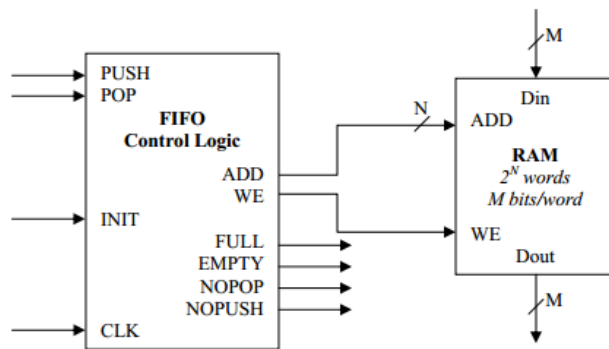 PUSH
POP
FIFO
Control Logic
ADD
WE
INIT
FULL
EMPTY
NOPOP
NOPUSH
CLK
N
M
Din
ADD
RAM
2^N words
M bits/word
WE
Dout
M